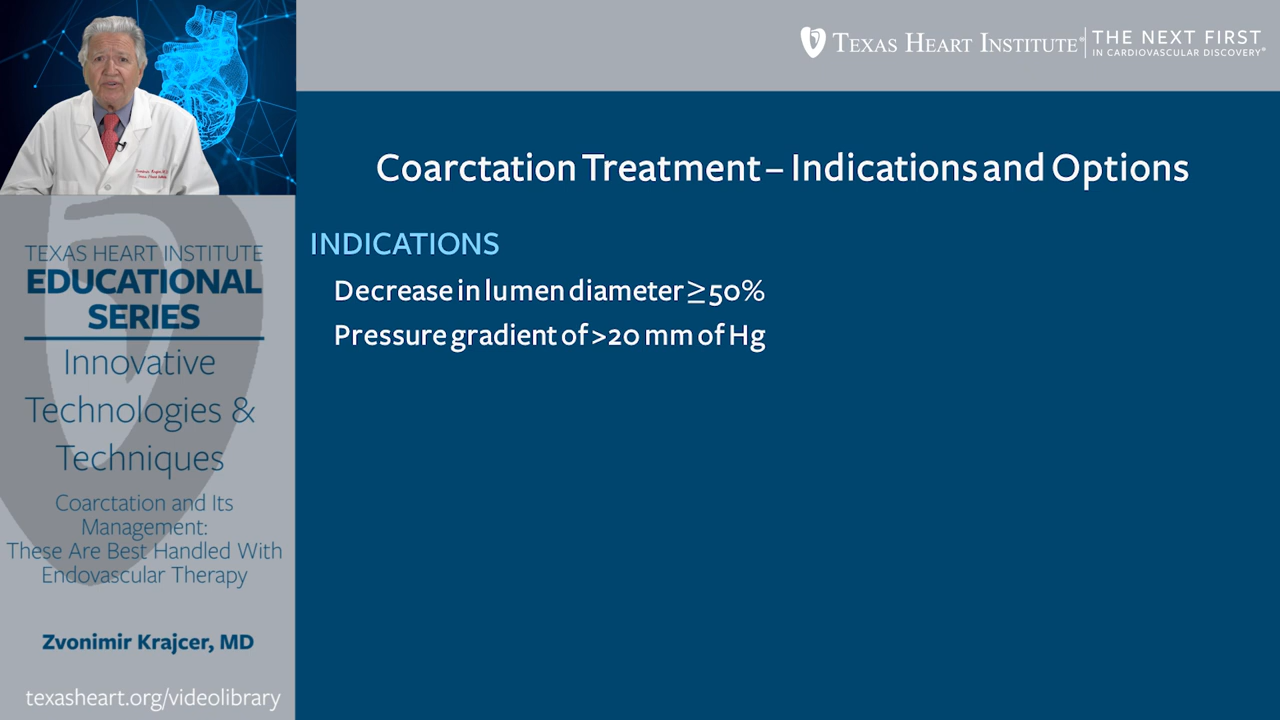 TEXAS HEART INSTITUTE®
THE NEXT FIRST
IN CARDIOVASCULAR DISCOVERY®
Coarctation Treatment – Indications and Options
INDICATIONS
Decrease in lumen diameter ≥50%
Pressure gradient of >20 mm of Hg
TEXAS HEART INSTITUTE
EDUCATIONAL
SERIES
Innovative
Technologies &
Techniques
Coarctation and Its
Management:
These Are Best Handled With
Endovascular Therapy
Zvonimir Krajcer, MD
texasheart.org/videolibrary